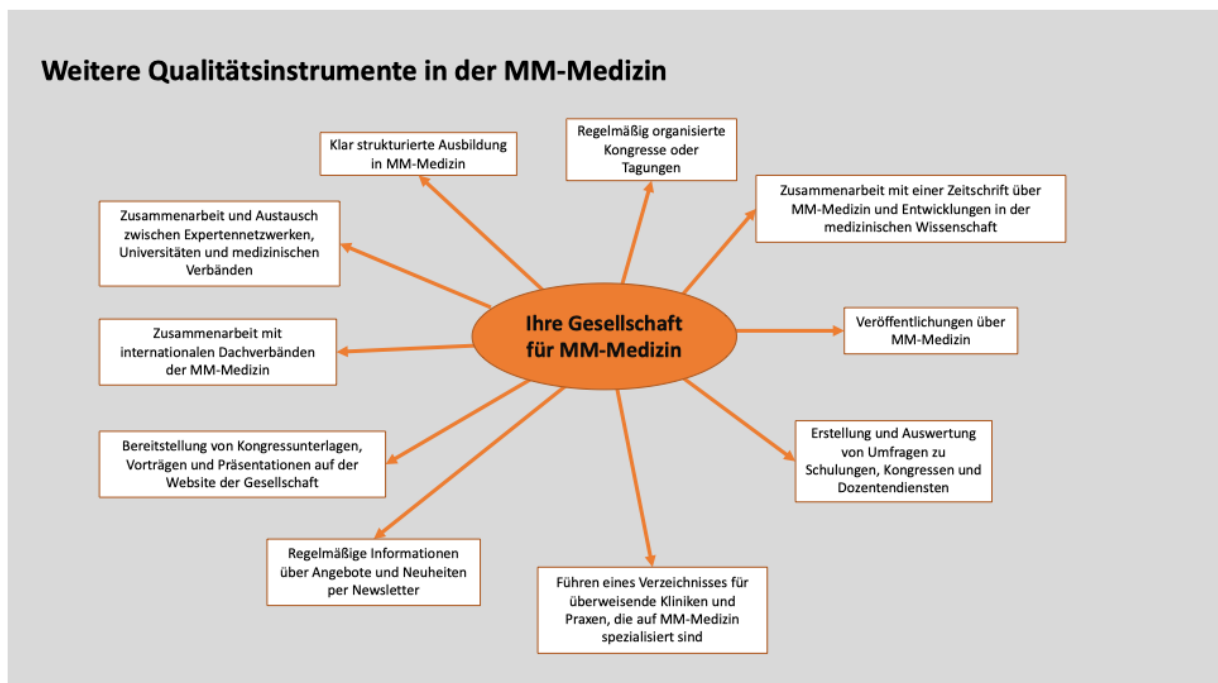 Weitere Qualitätsinstrumente in der MM-Medizin
Klar strukturierte Ausbildung
in MM-Medizin
Regelmäßig organisierte
Kongresse oder
Tagungen
Zusammenarbeit mit einer Zeitschrift über
MM-Medizin und Entwicklungen in der
medizinischen Wissenschaft
Zusammenarbeit und Austausch
zwischen Expertennetzwerken,
Universitäten und medizinischen
Verbänden
Ihre Gesellschaft
für MM-Medizin
Veröffentlichungen über
MM-Medizin
Zusammenarbeit mit
internationalen Dachverbänden
der MM-Medizin
Bereitstellung von Kongressunterlagen,
Vorträgen und Präsentationen auf der
Website der Gesellschaft
Erstellung und Auswertung
von Umfragen zu
Schulungen, Kongressen und
Dozentendiensten
Regelmäßige Informationen
über Angebote und Neuheiten
per Newsletter
Führen eines Verzeichnisses für
überweisende Kliniken und
Praxen, die auf MM-Medizin
spezialisiert sind